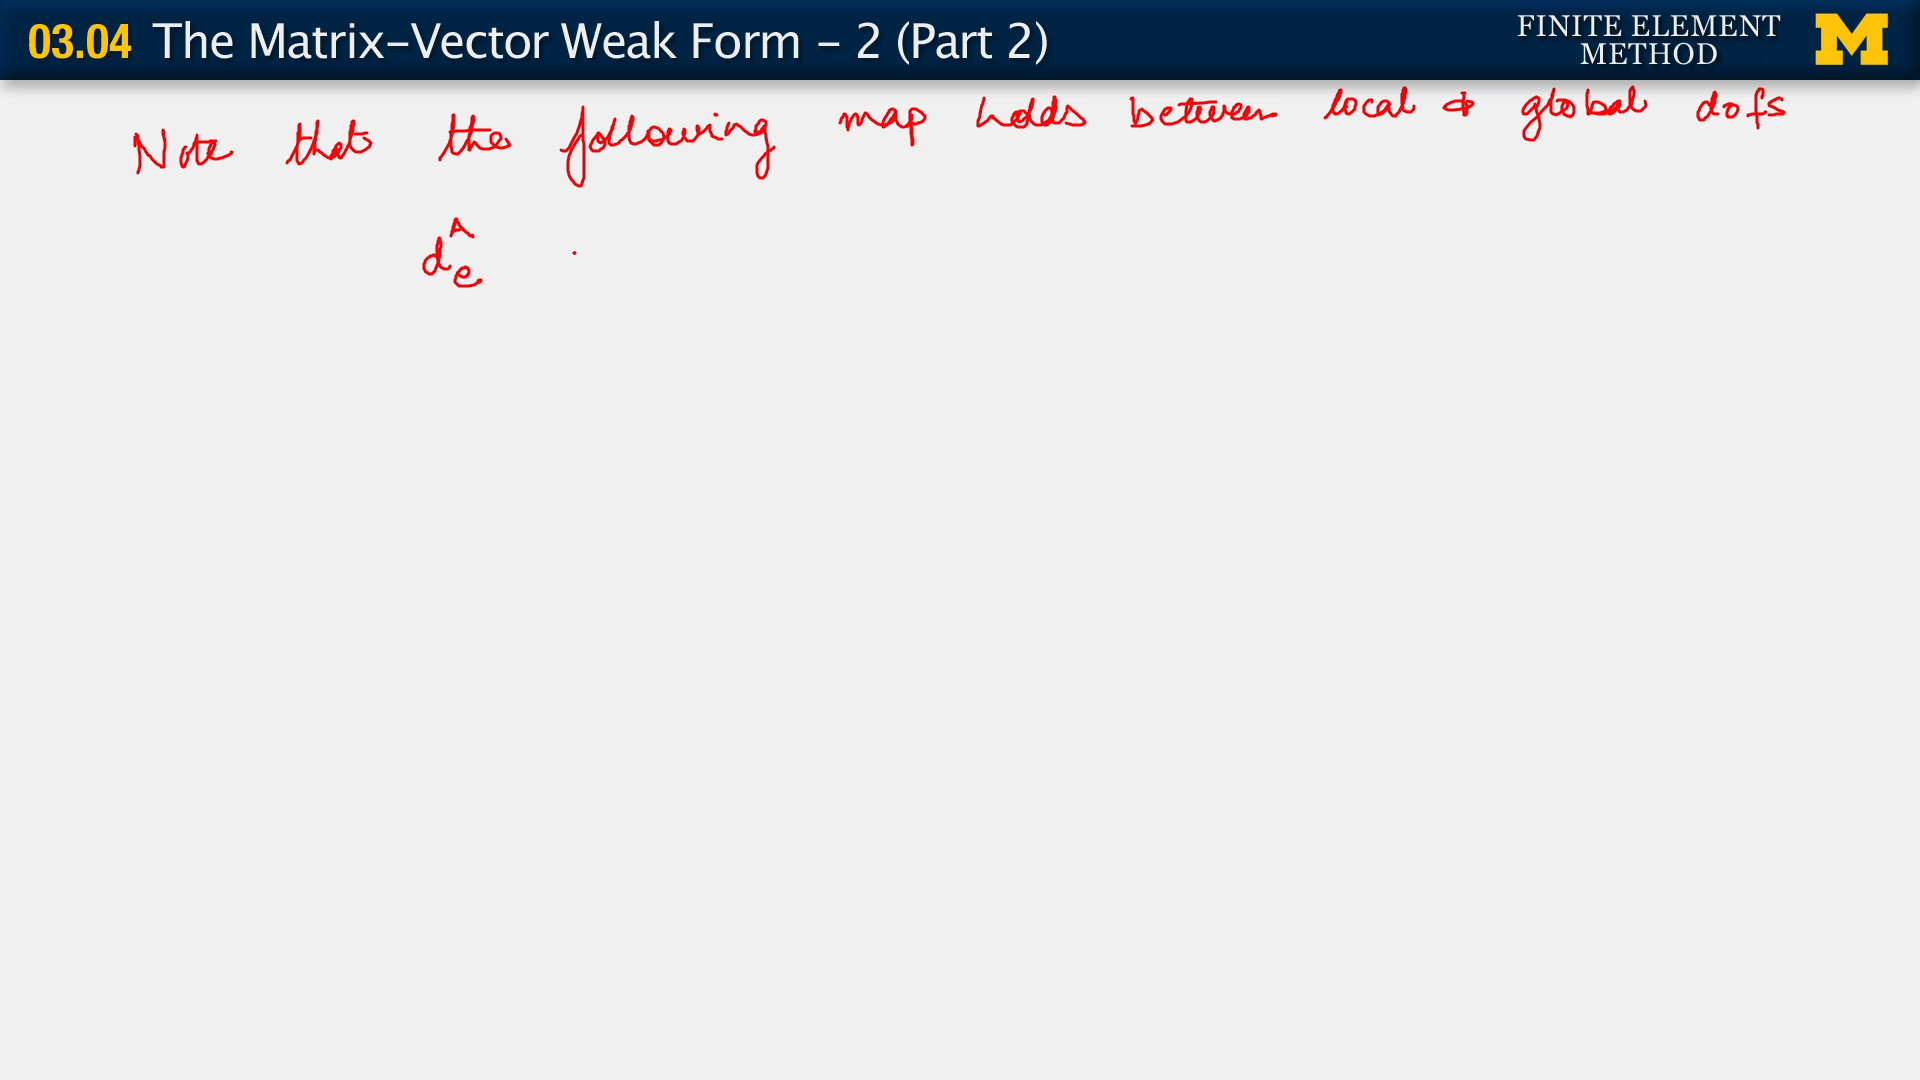 03.04 The Matrix-Vector Weak Form – 2 (Part 2)
FINITE ELEMENT
METHOD
M
Note that the following map holds between local & global dofs
d_e^A